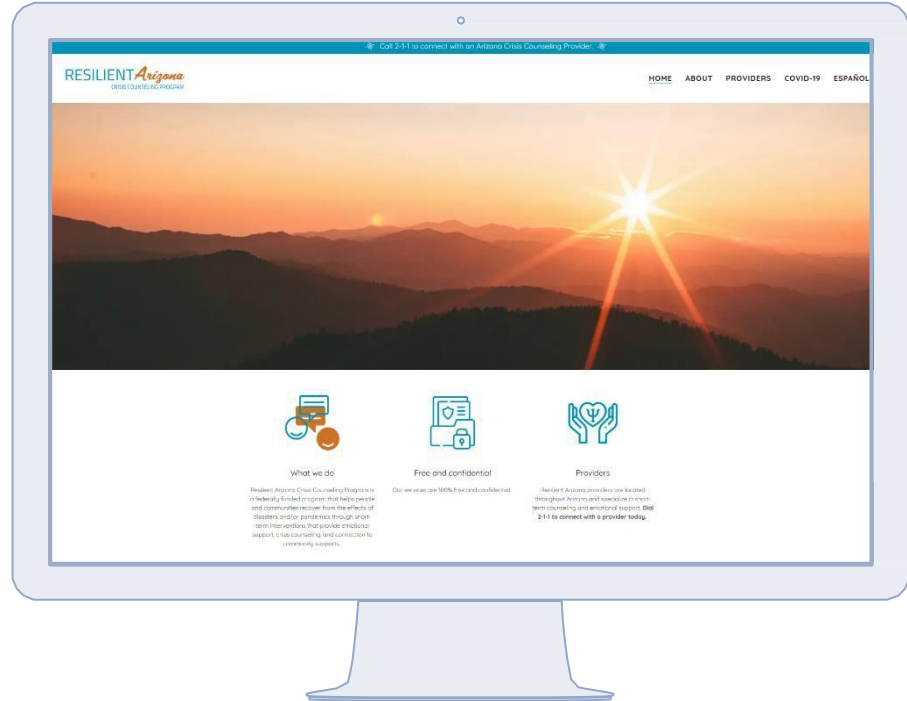 Call 2-1-1 to connect with an Arizona Crisis Counseling Provider.
RESILIENT Arizona
CRISIS COUNSELING PROGRAM
HOME ABOUT PROVIDERS COVID-19 ESPAÑOL
What we do
Resilient Arizona Crisis Counseling Program is
a federally funded program that helps people
and communities recover from the effects of
disasters and/or pandemics through short-
term interventions that provide emotional
support, crisis counseling, and connection to
community supports.
Free and confidential
Our services are 100% free and confidential
Providers
Resilient Arizona providers are located
throughout Arizona and specialize in short-
term counseling and emotional support. Dial
2-1-1 to connect with a provider today.